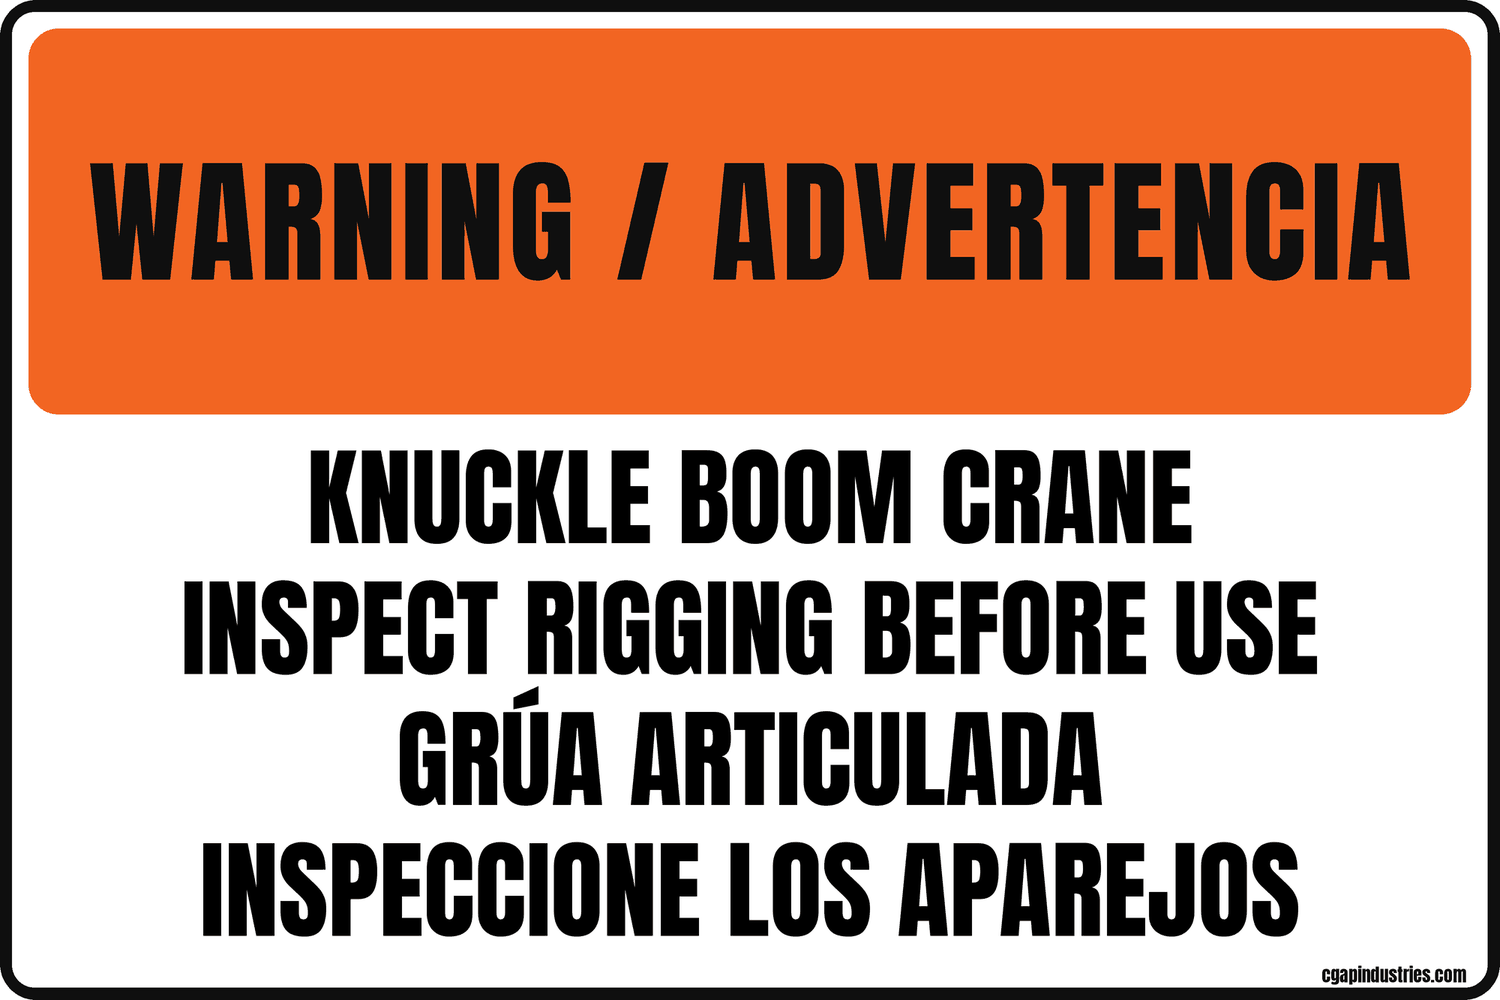 WARNING / ADVERTENCIA
KNUCKLE BOOM CRANE
INSPECT RIGGING BEFORE USE
GRÚA ARTICULADA
INSPECCIONE LOS APAREJOS
cgapindustries.com